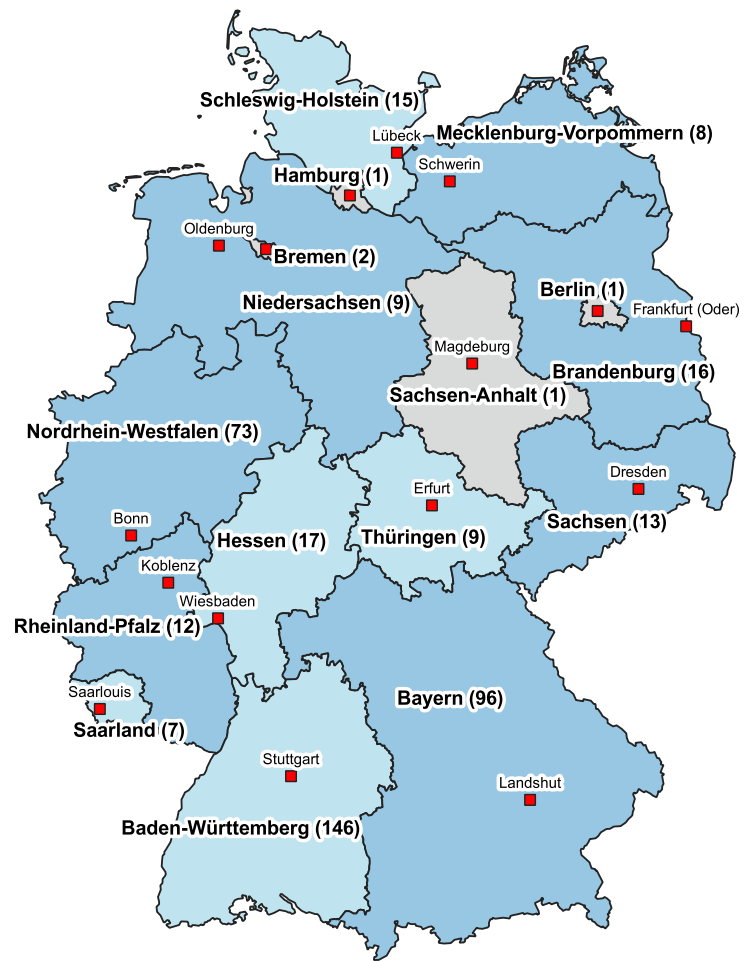 Schleswig-Holstein (15)
Mecklenburg-Vorpommern (8)
Lübeck
Schwerin
Hamburg (1)
Oldenburg
Bremen (2)
Berlin (1)
Niedersachsen (9)
Frankfurt (Oder)
Magdeburg
Brandenburg (16)
Sachsen-Anhalt (1)
Nordrhein-Westfalen (73)
Dresden
Erfurt
Bonn
Sachsen (13)
Hessen (17)
Thüringen (9)
Koblenz
Wiesbaden
Rheinland-Pfalz (12)
Saarlouis
Bayern (96)
Saarland (7)
Stuttgart
Landshut
Baden-Württemberg (146)